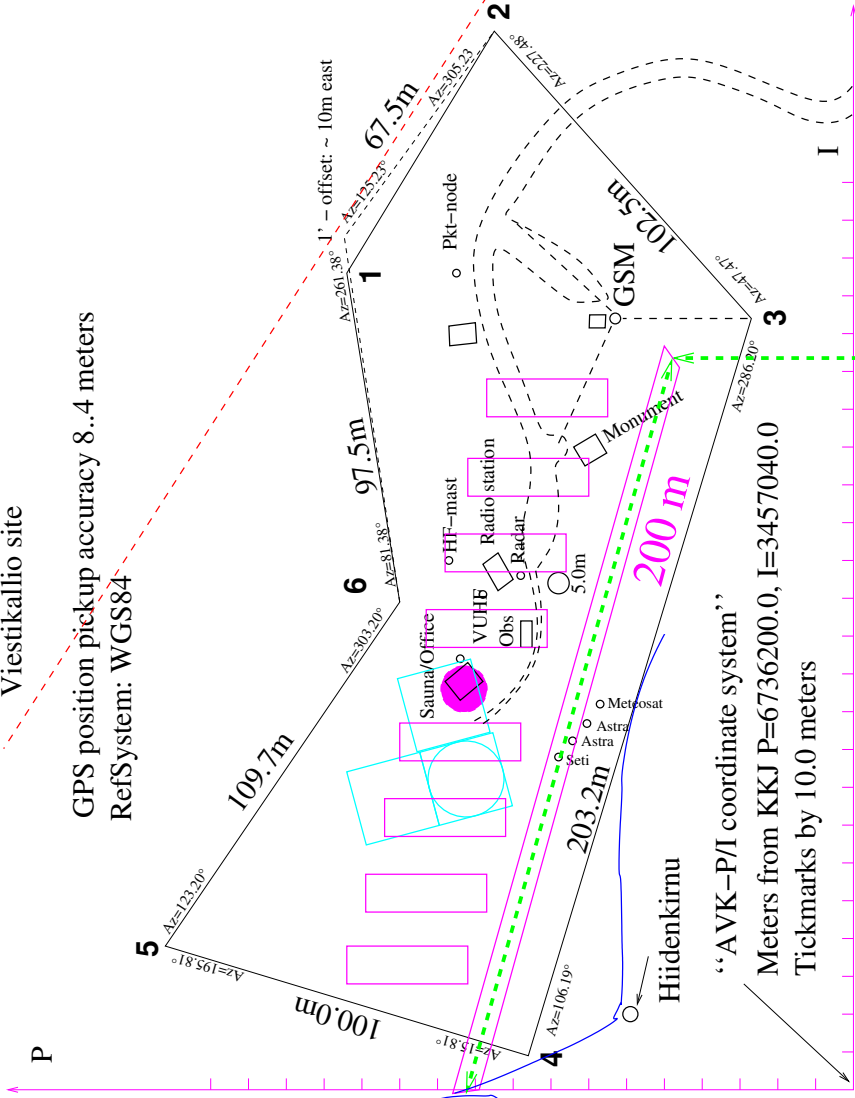 Viestikallio site
GPS position pickup accuracy 8..4 meters
RefSystem: WGS84
P
I
1
2
3
4
5
6
1' – offset: ~ 10m east
67.5m
102.5m
203.2m
100.0m
109.7m
97.5m
200 m
Az=305.23
Az=125.23°
Az=227.48°
Az=47.47°
Az=286.20°
Az=106.19°
Az=15.81°
Az=195.81°
Az=123.20°
Az=303.20°
Az=81.38°
Az=261.38°
Pkt–node
GSM
Monument
HF–mast
Radio station
Radar
5.0m
VUHF
Obs
Sauna/Office
Meteosat
Astra
Astra
Seti
Hiidenkirnu
‘‘AVK–P/I coordinate system’’
Meters from KKJ P=6736200.0, I=3457040.0
Tickmarks by 10.0 meters